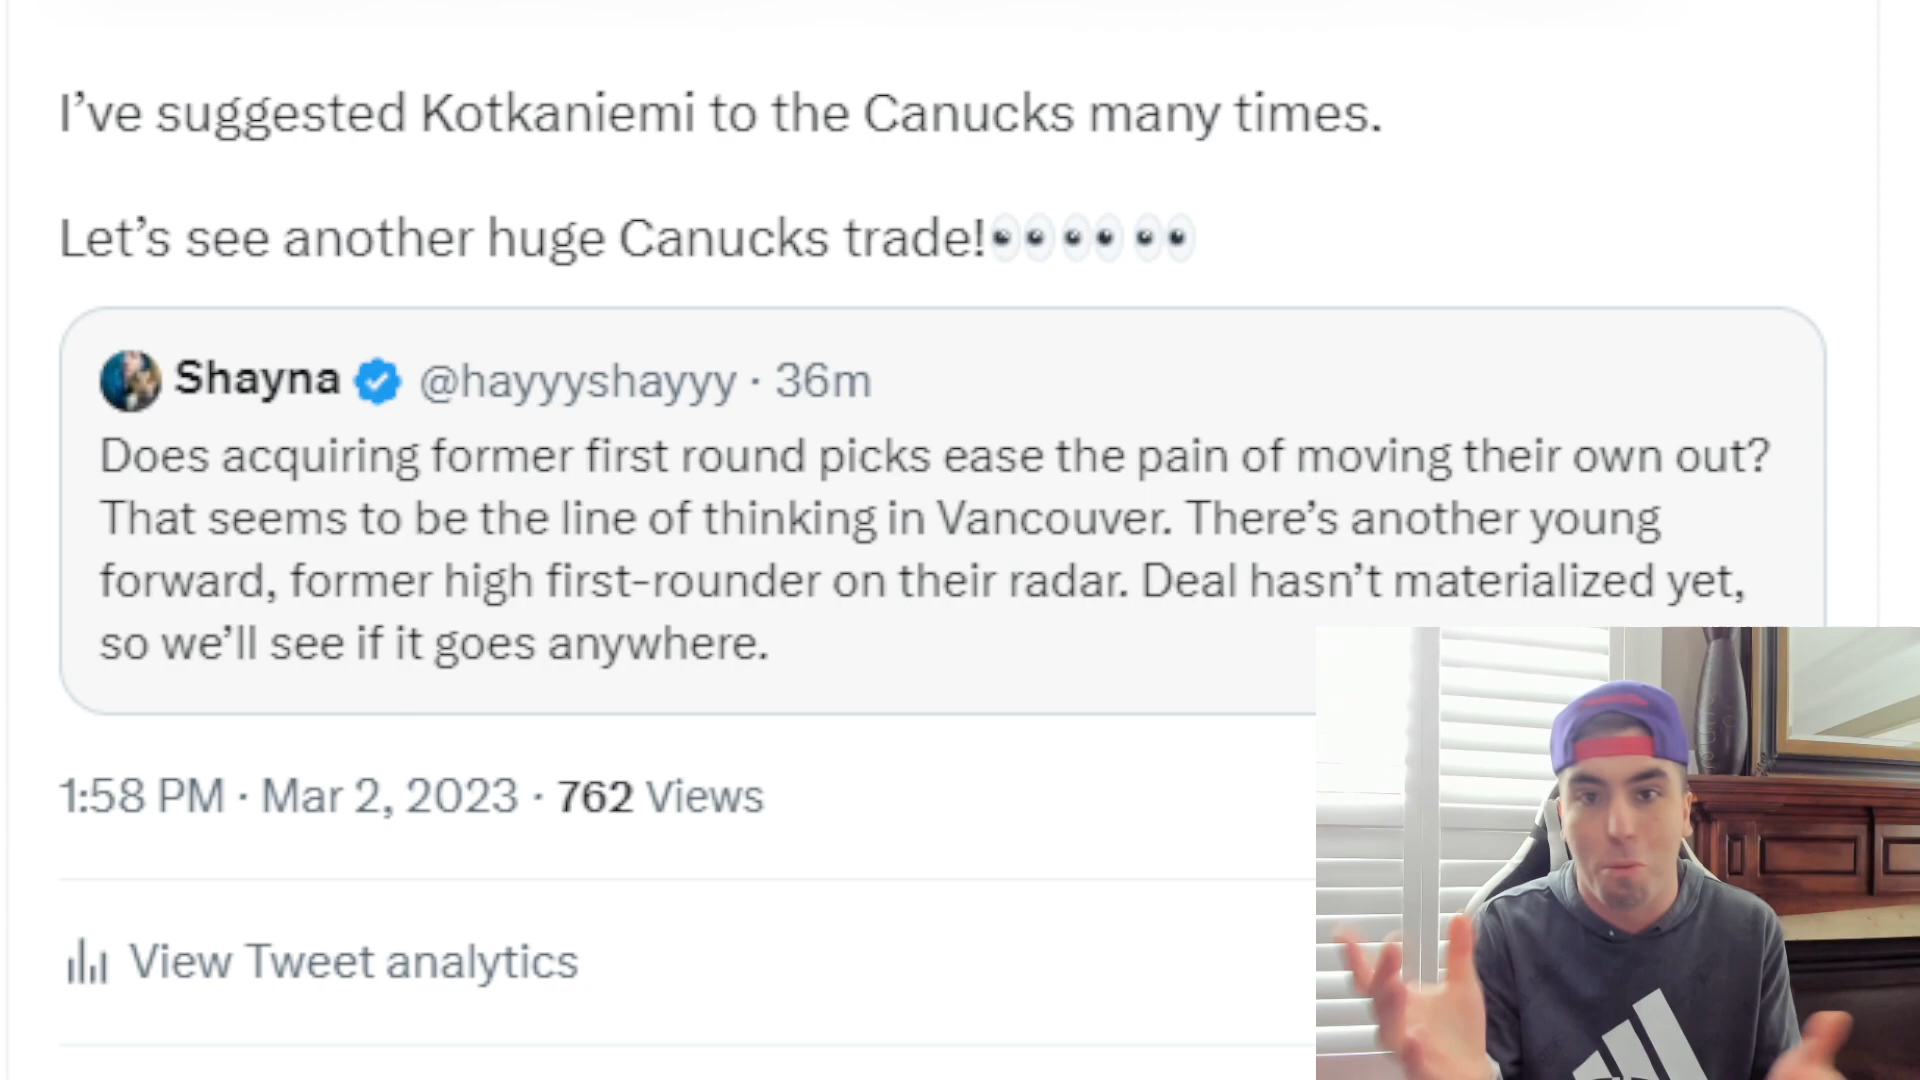 I’ve suggested Kotkaniemi to the Canucks many times.
Let’s see another huge Canucks trade!👀👀👀
Shayna @hayyyshayyy · 36m
Does acquiring former first round picks ease the pain of moving their own out?
That seems to be the line of thinking in Vancouver. There’s another young
forward, former high first-rounder on their radar. Deal hasn’t materialized yet,
so we’ll see if it goes anywhere.
1:58 PM · Mar 2, 2023 · 762 Views
View Tweet analytics